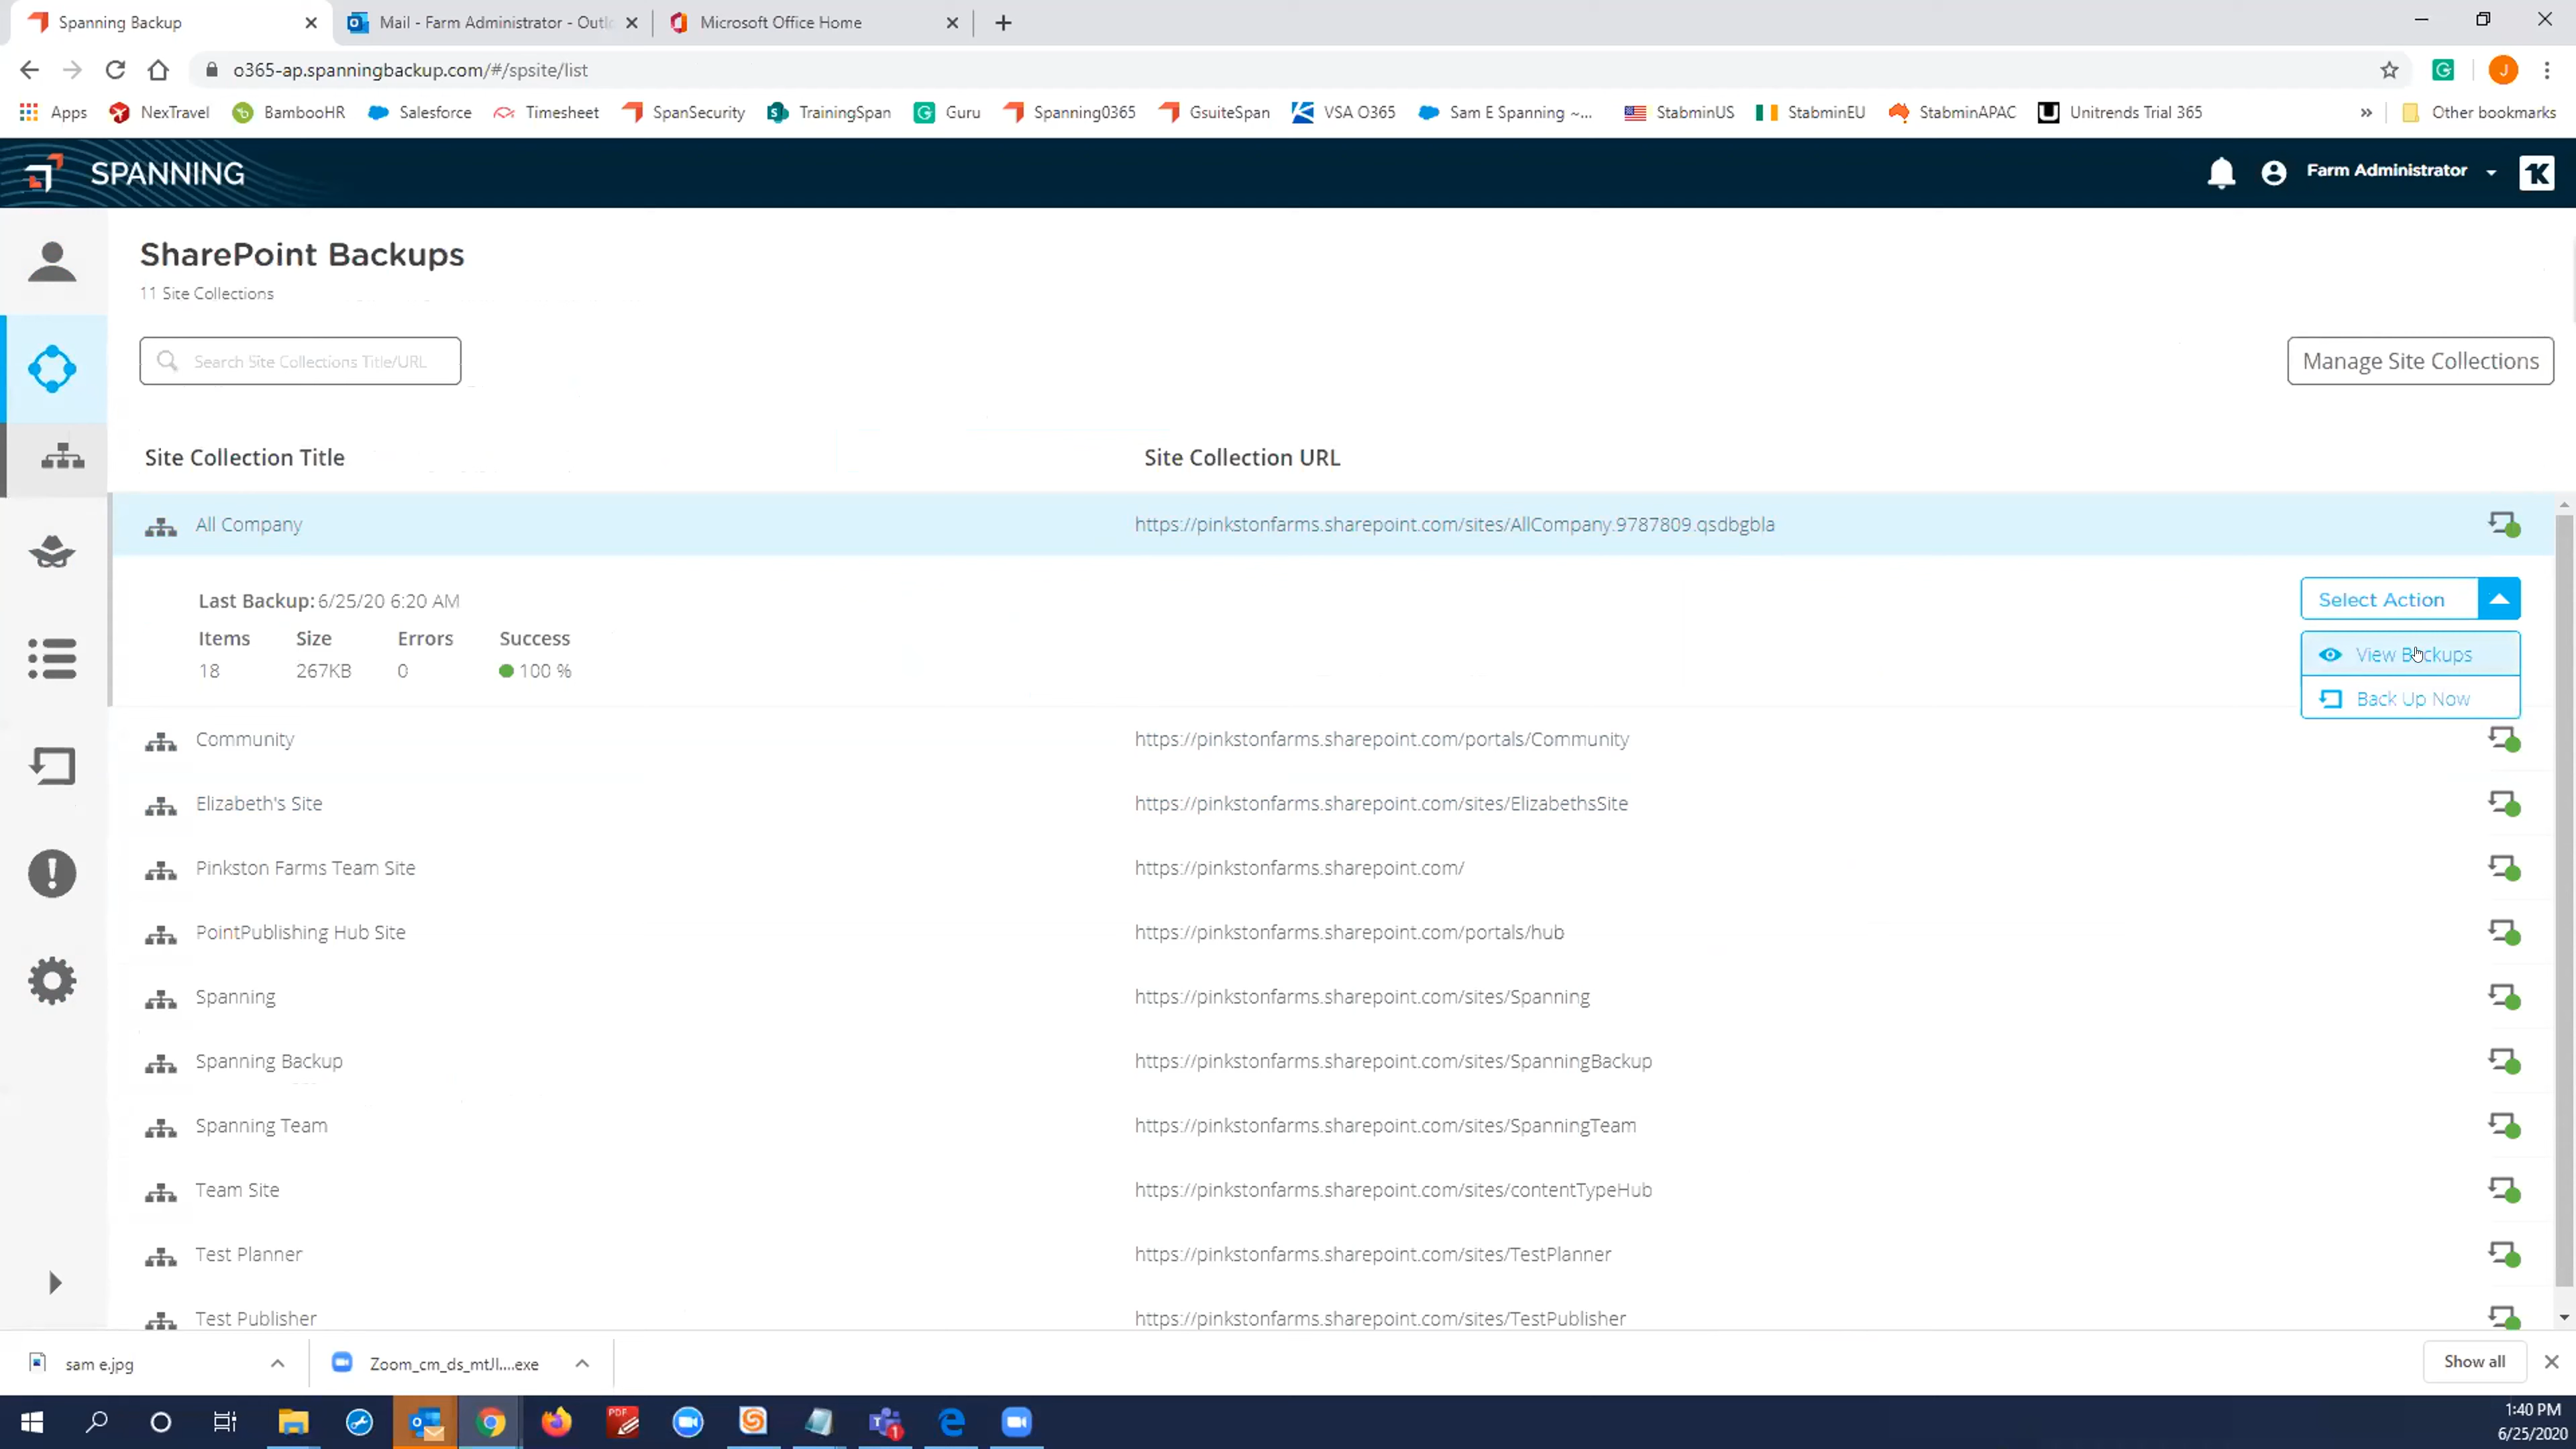 Spanning Backup
Mail - Farm Administrator - Outl
Microsoft Office Home
o365-ap.spanningbackup.com/#/spsite/list
J
Apps
NexTravel
BambooHR
Salesforce
Timesheet
SpanSecurity
TrainingSpan
Guru
Spanning0365
GsuiteSpan
VSA O365
Sam E Spanning ~...
StabminUS
StabminEU
StabminAPAC
Unitrends Trial 365
»
Other bookmarks
SPANNING
Farm Administrator
K
SharePoint Backups
11 Site Collections
Search Site Collections Title/URL
Manage Site Collections
Site Collection Title
Site Collection URL
All Company
https://pinkstonfarms.sharepoint.com/sites/AllCompany.9787809.qsdbgbla
Last Backup: 6/25/20 6:20 AM
Items Size Errors Success
18 267KB 0 100 %
Select Action
View Backups
Back Up Now
Community
https://pinkstonfarms.sharepoint.com/portals/Community
Elizabeth's Site
https://pinkstonfarms.sharepoint.com/sites/ElizabethsSite
Pinkston Farms Team Site
https://pinkstonfarms.sharepoint.com/
PointPublishing Hub Site
https://pinkstonfarms.sharepoint.com/portals/hub
Spanning
https://pinkstonfarms.sharepoint.com/sites/Spanning
Spanning Backup
https://pinkstonfarms.sharepoint.com/sites/SpanningBackup
Spanning Team
https://pinkstonfarms.sharepoint.com/sites/SpanningTeam
Team Site
https://pinkstonfarms.sharepoint.com/sites/contentTypeHub
Test Planner
https://pinkstonfarms.sharepoint.com/sites/TestPlanner
Test Publisher
https://pinkstonfarms.sharepoint.com/sites/TestPublisher
sam e.jpg
Zoom_cm_ds_mtJl....exe
Show all
PDF
1
1:40 PM
6/25/2020